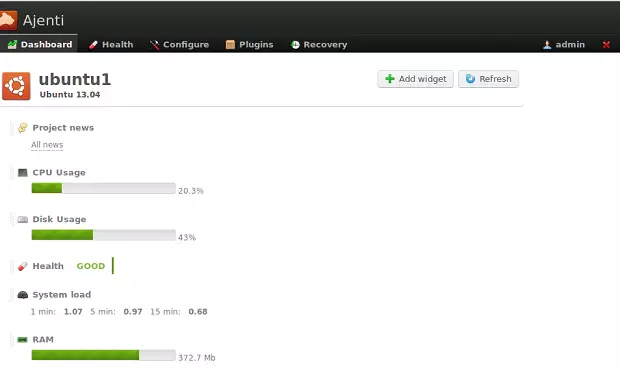 Ajenti
Dashboard Health Configure Plugins Recovery admin
ubuntu1
Ubuntu 13.04
Add widget Refresh
Project news
All news
CPU Usage
20.3%
Disk Usage
43%
Health GOOD
System load
1 min: 1.07 5 min: 0.97 15 min: 0.68
RAM
372.7 Mb